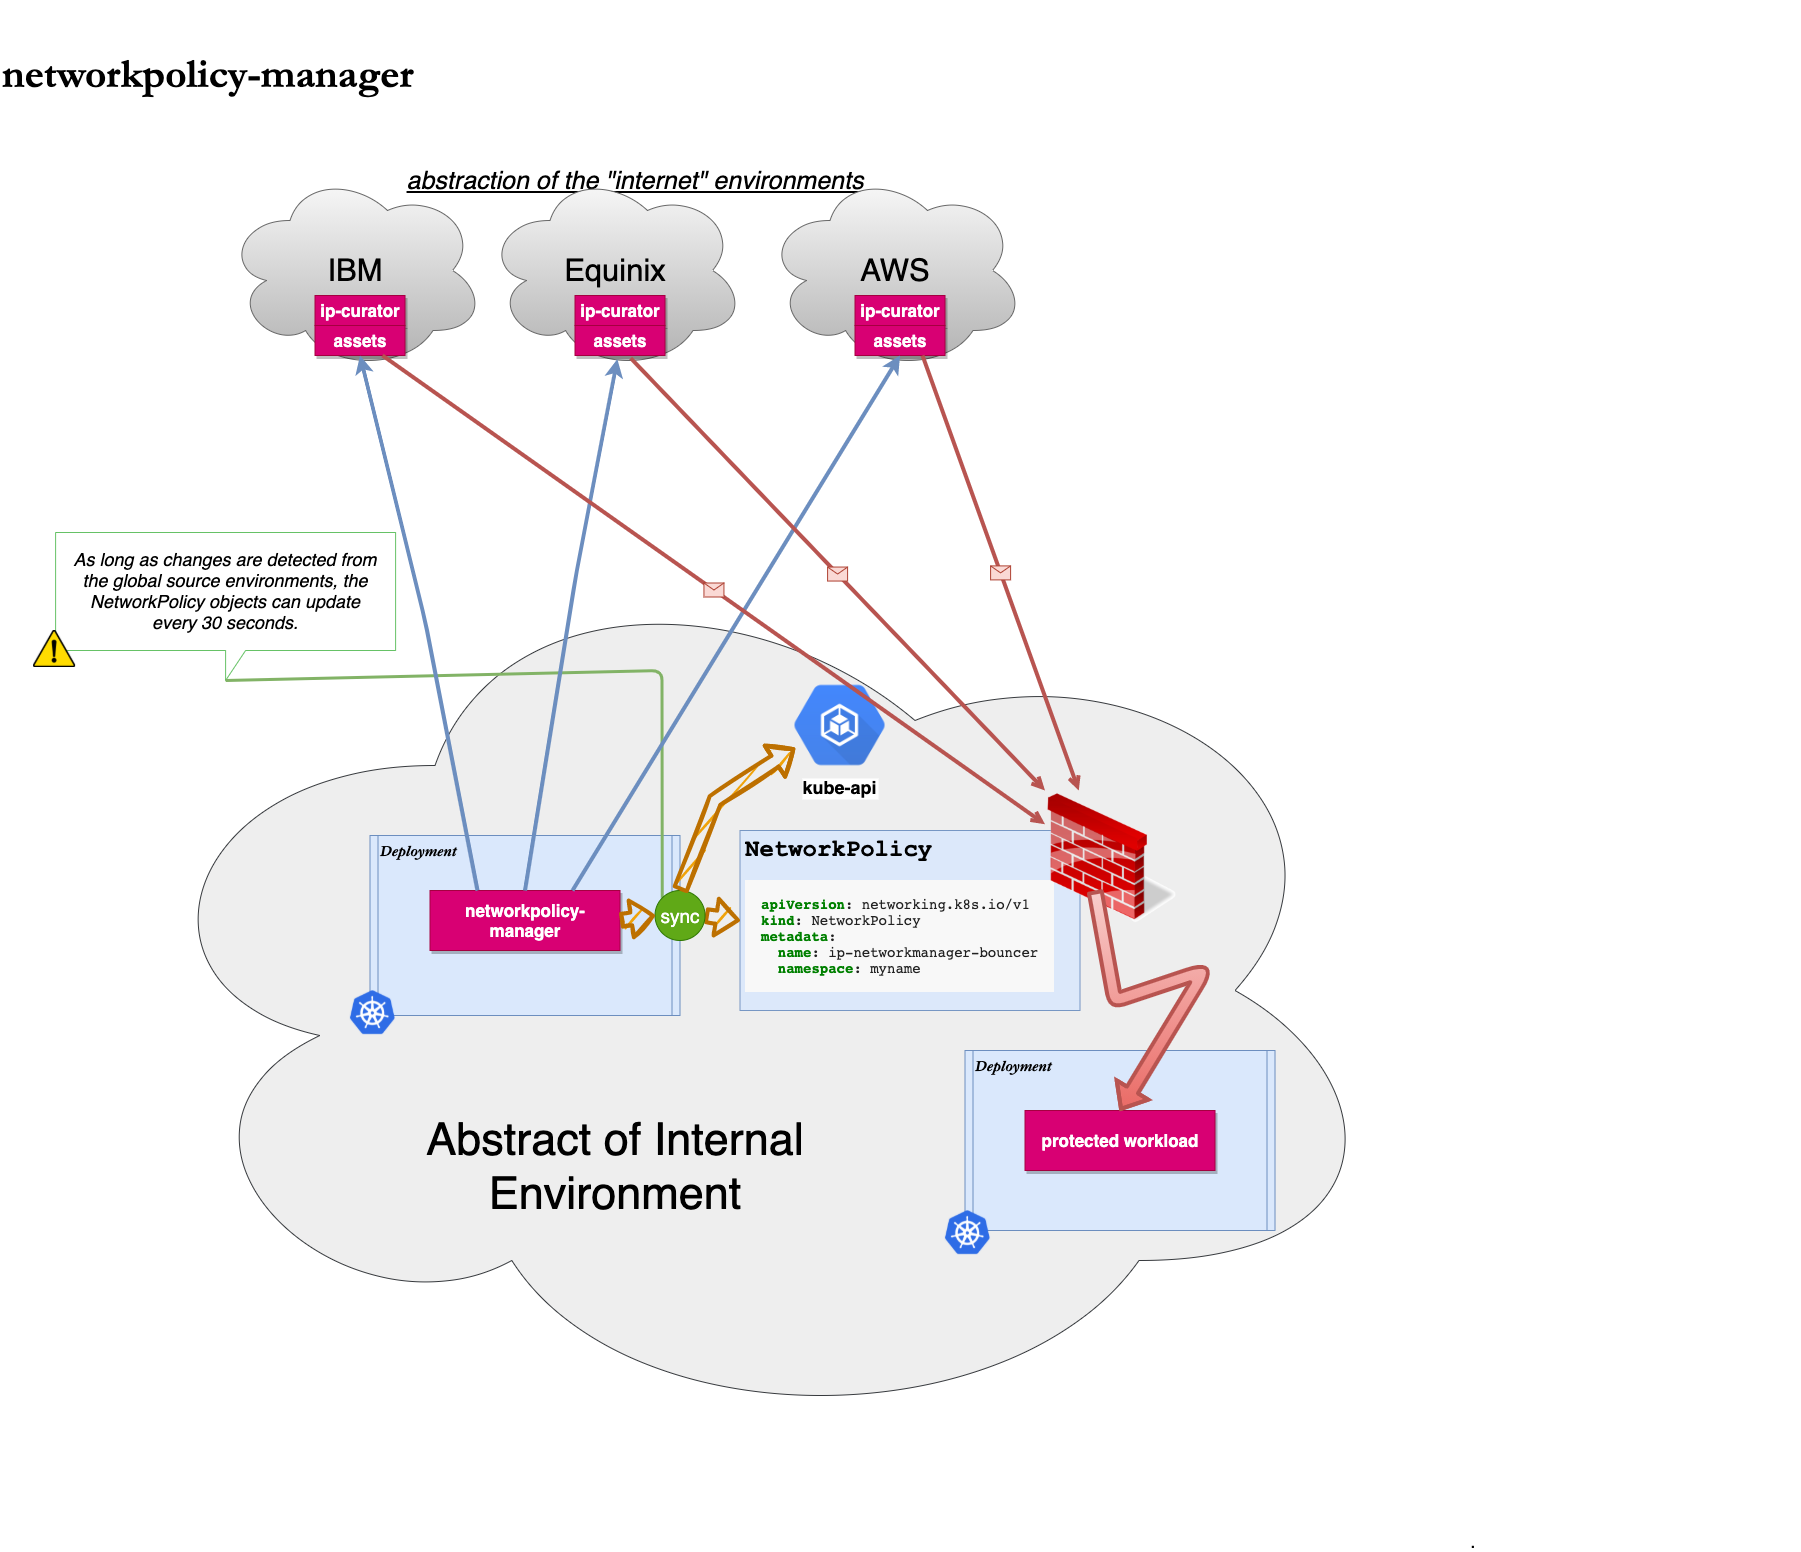 networkpolicy-manager
abstraction of the "internet" environments
IBM
ip-curator
assets
Equinix
ip-curator
assets
AWS
ip-curator
assets
As long as changes are detected from
the global source environments, the
NetworkPolicy objects can update
every 30 seconds.
kube-api
Deployment
networkpolicy-
manager
sync
NetworkPolicy
apiVersion: networking.k8s.io/v1
kind: NetworkPolicy
metadata:
  name: ip-networkmanager-bouncer
  namespace: myname
Deployment
protected workload
Abstract of Internal
Environment